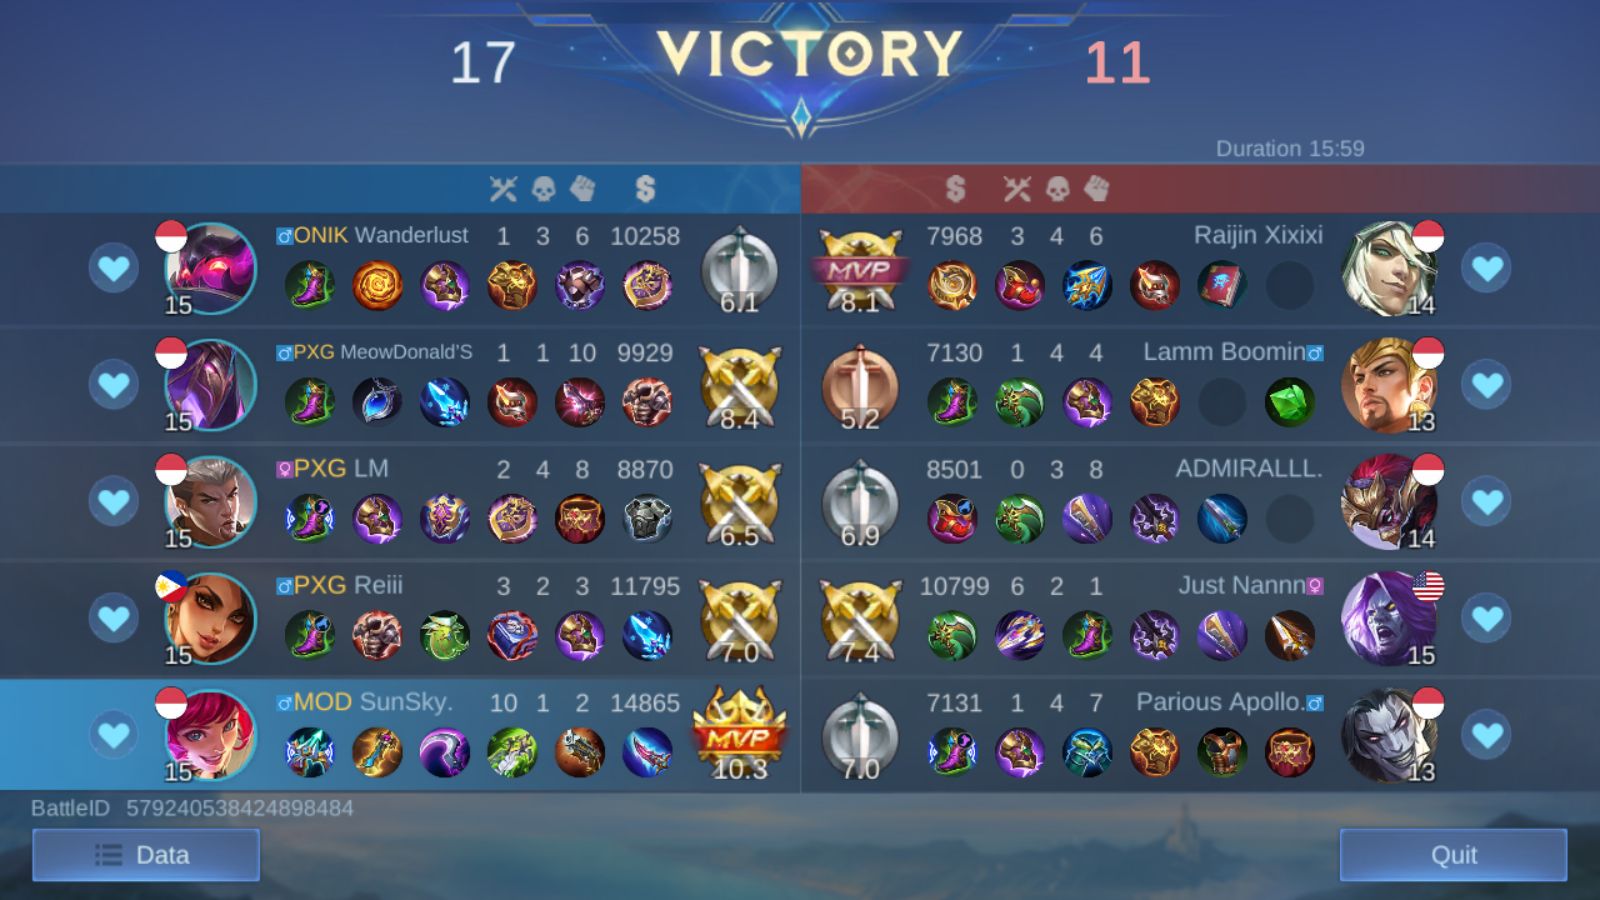 17 VICTORY 11
Duration 15:59
ONIK Wanderlust 1 3 6 10258
15 6.1
MVP 8.1 7968 3 4 6 Raijin Xixixi 14
PXG MeowDonald'S 1 1 10 9929
15 8.4
5.2 7130 1 4 4 Lamm Boomin 13
PXG LM 2 4 8 8870
15 6.5
6.9 8501 0 3 8 ADMIRALLL. 14
PXG Reiii 3 2 3 11795
15 7.0
7.4 10799 6 2 1 Just Nannn 15
MOD SunSky. 10 1 2 14865
15 MVP 10.3
7.0 7131 1 4 7 Parious Apollo. 13
BattleID 579240538424898484
Data
Quit